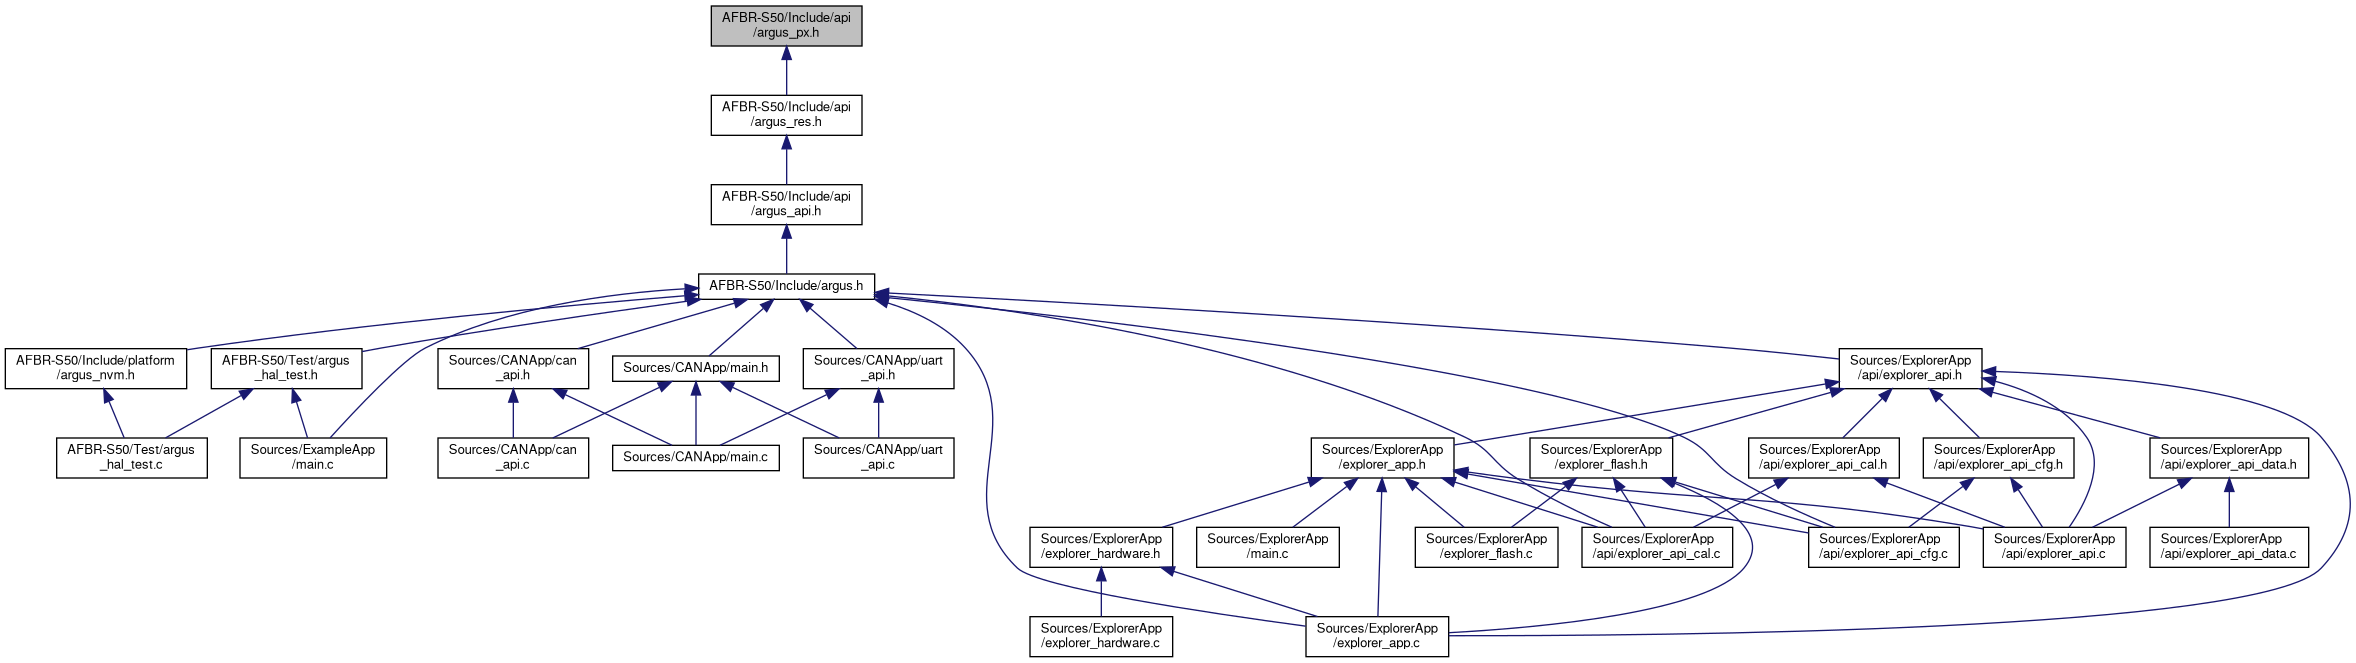 AFBR-S50/Include/api
/argus_px.h
AFBR-S50/Include/api
/argus_res.h
AFBR-S50/Include/api
/argus_api.h
AFBR-S50/Include/argus.h
AFBR-S50/Include/platform
/argus_nvm.h
AFBR-S50/Test/argus
_hal_test.h
Sources/CANApp/can
_api.h
Sources/CANApp/main.h
Sources/CANApp/uart
_api.h
Sources/ExplorerApp
/api/explorer_api.h
AFBR-S50/Test/argus
_hal_test.c
Sources/ExampleApp
/main.c
Sources/CANApp/can
_api.c
Sources/CANApp/main.c
Sources/CANApp/uart
_api.c
Sources/ExplorerApp
/explorer_app.h
Sources/ExplorerApp
/explorer_flash.h
Sources/ExplorerApp
/api/explorer_api_cal.h
Sources/ExplorerApp
/api/explorer_api_cfg.h
Sources/ExplorerApp
/api/explorer_api_data.h
Sources/ExplorerApp
/explorer_hardware.h
Sources/ExplorerApp
/main.c
Sources/ExplorerApp
/explorer_flash.c
Sources/ExplorerApp
/api/explorer_api_cal.c
Sources/ExplorerApp
/api/explorer_api_cfg.c
Sources/ExplorerApp
/api/explorer_api.c
Sources/ExplorerApp
/api/explorer_api_data.c
Sources/ExplorerApp
/explorer_hardware.c
Sources/ExplorerApp
/explorer_app.c